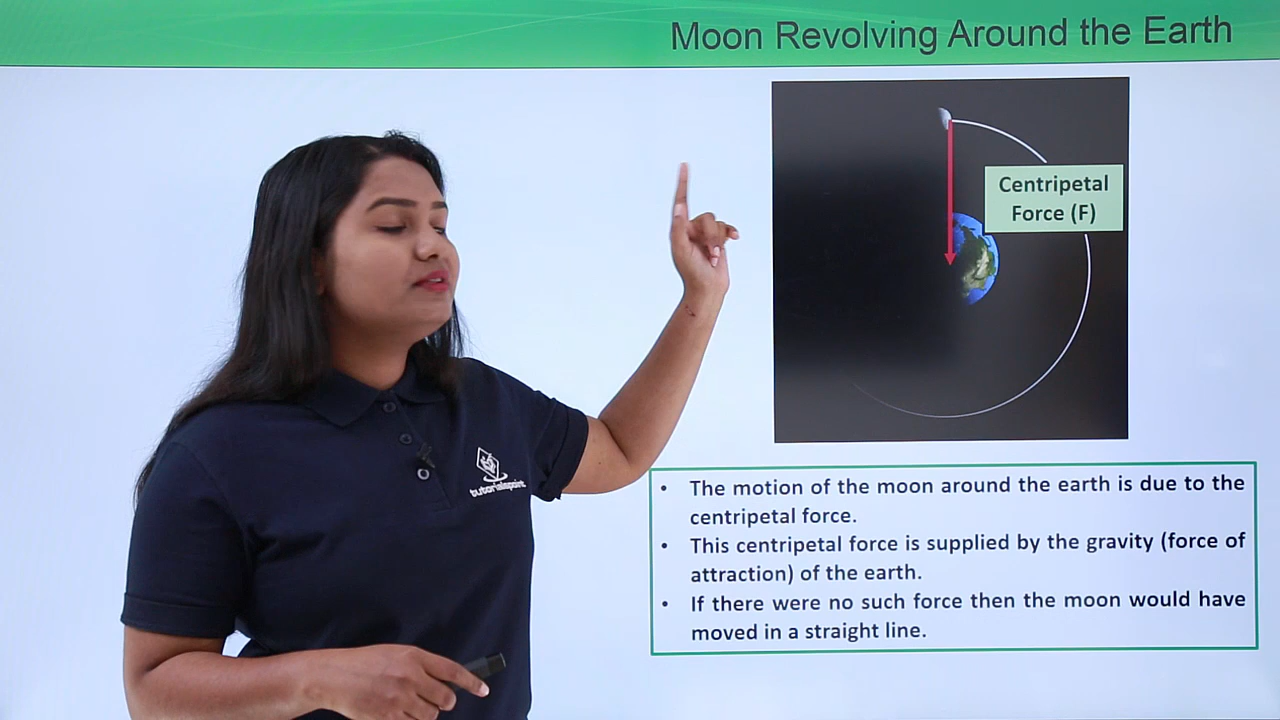 Moon Revolving Around the Earth
Centripetal
Force (F)
tutorialspoint
• The motion of the moon around the earth is due to the
centripetal force.
• This centripetal force is supplied by the gravity (force of
attraction) of the earth.
• If there were no such force then the moon would have
moved in a straight line.